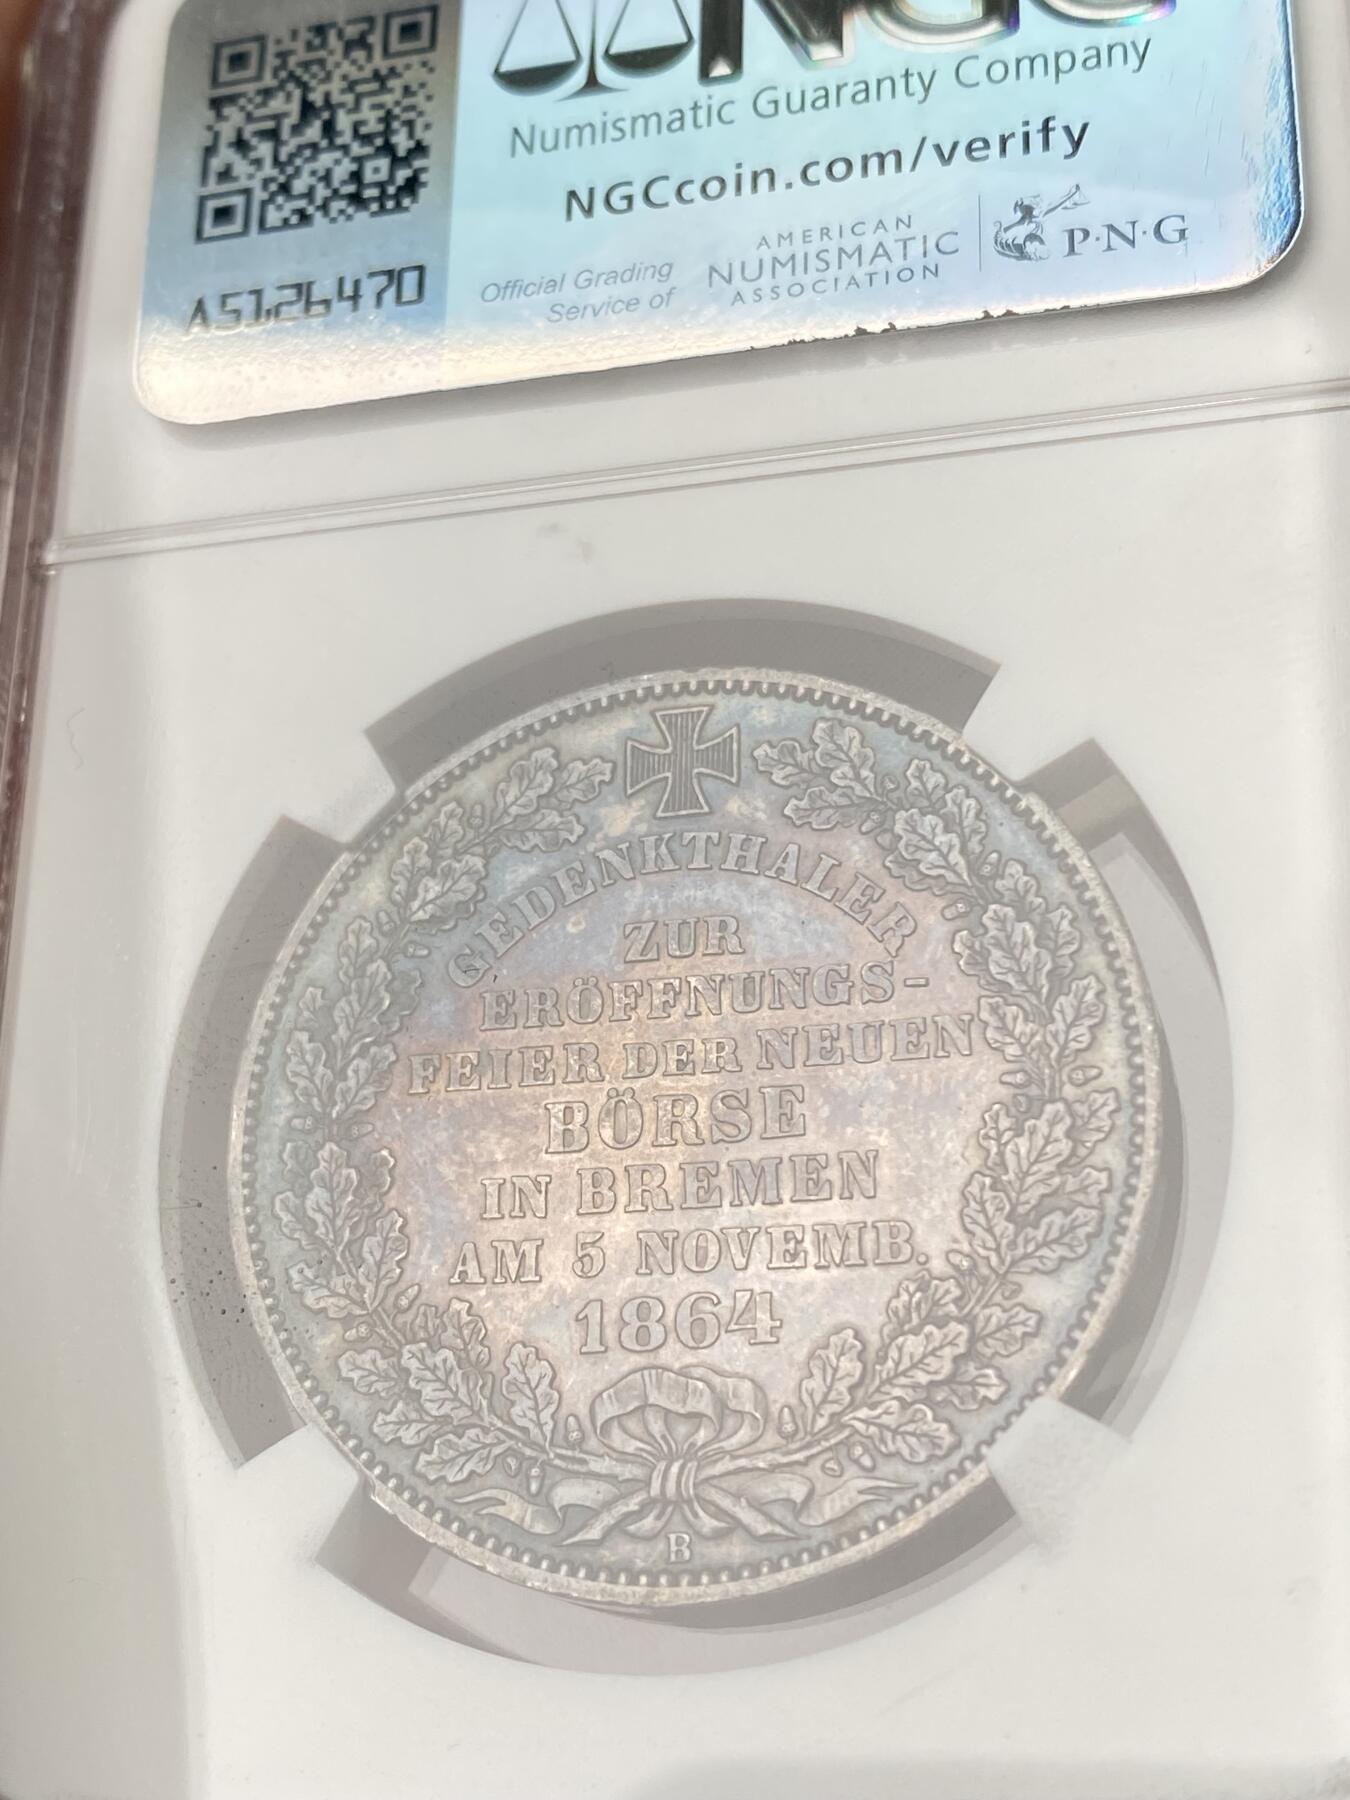 NGC
Numismatic Guaranty Company
NGCcoin.com/verify
A5126470
Official Grading
Service of
AMERICAN
NUMISMATIC
ASSOCIATION
P·N·G
GEDENKTHALER
ZUR
ERÖFFNUNGS-
FEIER DER NEUEN
BÖRSE
IN BREMEN
AM 5 NOVEMB.
1864
B